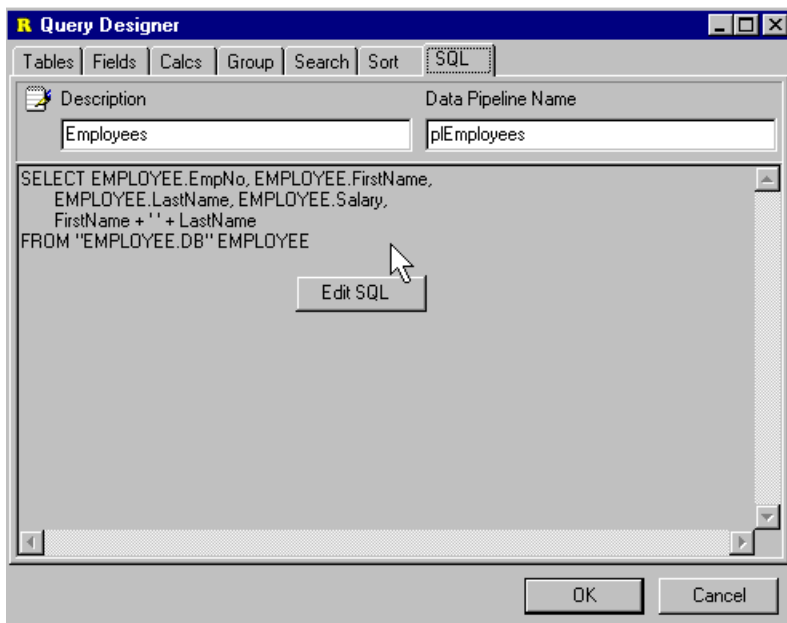 R Query Designer
Tables Fields Calcs Group Search Sort SQL
Description Data Pipeline Name
Employees plEmployees
SELECT EMPLOYEE.EmpNo, EMPLOYEE.FirstName,
EMPLOYEE.LastName, EMPLOYEE.Salary,
FirstName + ' ' + LastName
FROM "EMPLOYEE.DB" EMPLOYEE
Edit SQL
OK Cancel